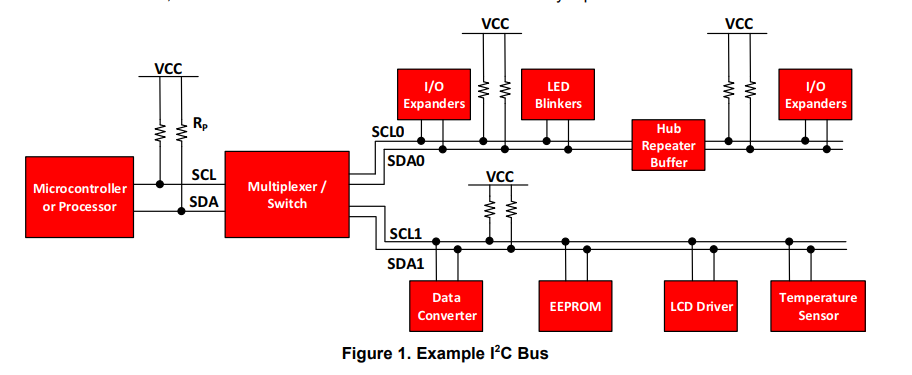 VCC
VCC
VCC
I/O
Expanders
LED
Blinkers
I/O
Expanders
RP
SCL0
Hub
Repeater
Buffer
SDA0
SCL
Microcontroller
or Processor
Multiplexer /
Switch
VCC
SDA
SCL1
SDA1
Data
Converter
EEPROM
LCD Driver
Temperature
Sensor
Figure 1. Example I²C Bus